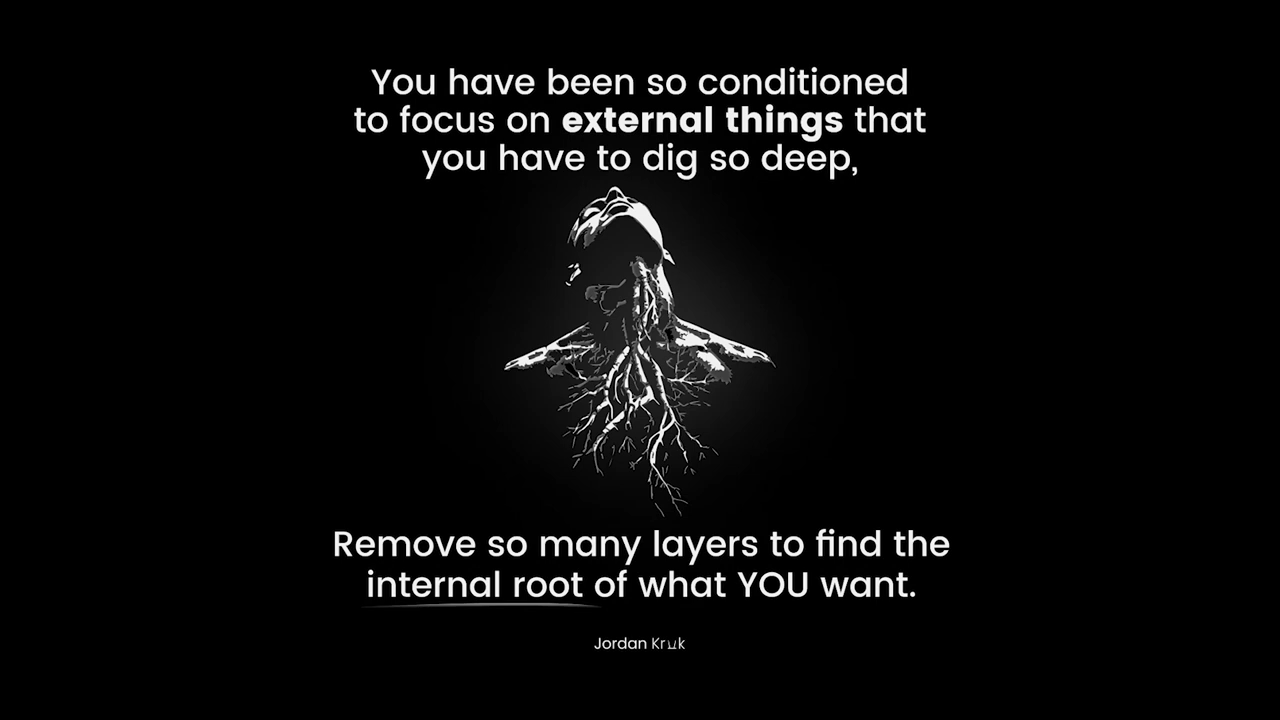 You have been so conditioned
to focus on external things that
you have to dig so deep,
Remove so many layers to find the
internal root of what YOU want.
Jordan Kruk